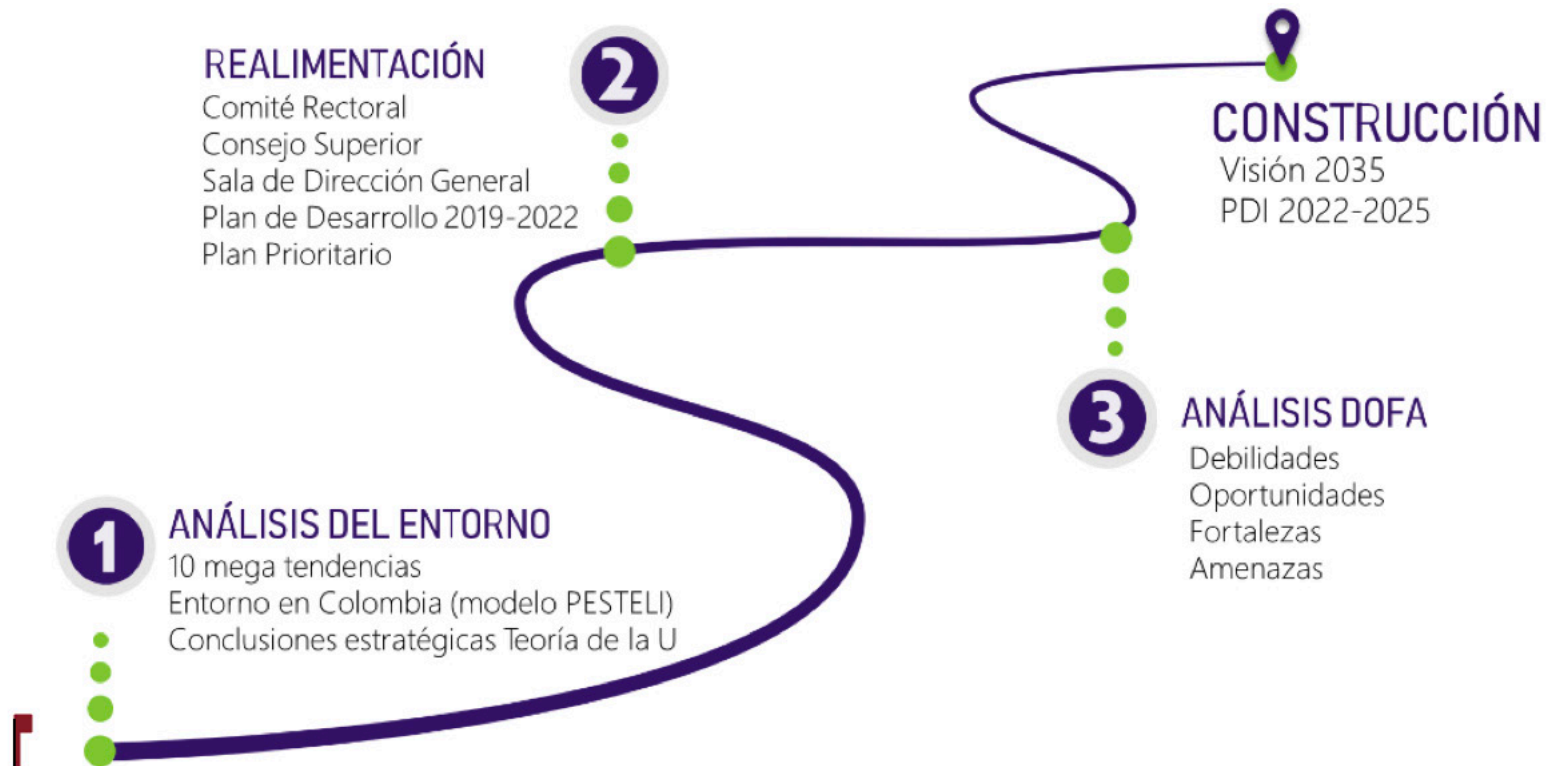 1
ANÁLISIS DEL ENTORNO
10 mega tendencias
Entorno en Colombia (modelo PESTELI)
Conclusiones estratégicas Teoría de la U
2
REALIMENTACIÓN
Comité Rectoral
Consejo Superior
Sala de Dirección General
Plan de Desarrollo 2019-2022
Plan Prioritario
3
ANÁLISIS DOFA
Debilidades
Oportunidades
Fortalezas
Amenazas
CONSTRUCCIÓN
Visión 2035
PDI 2022-2025